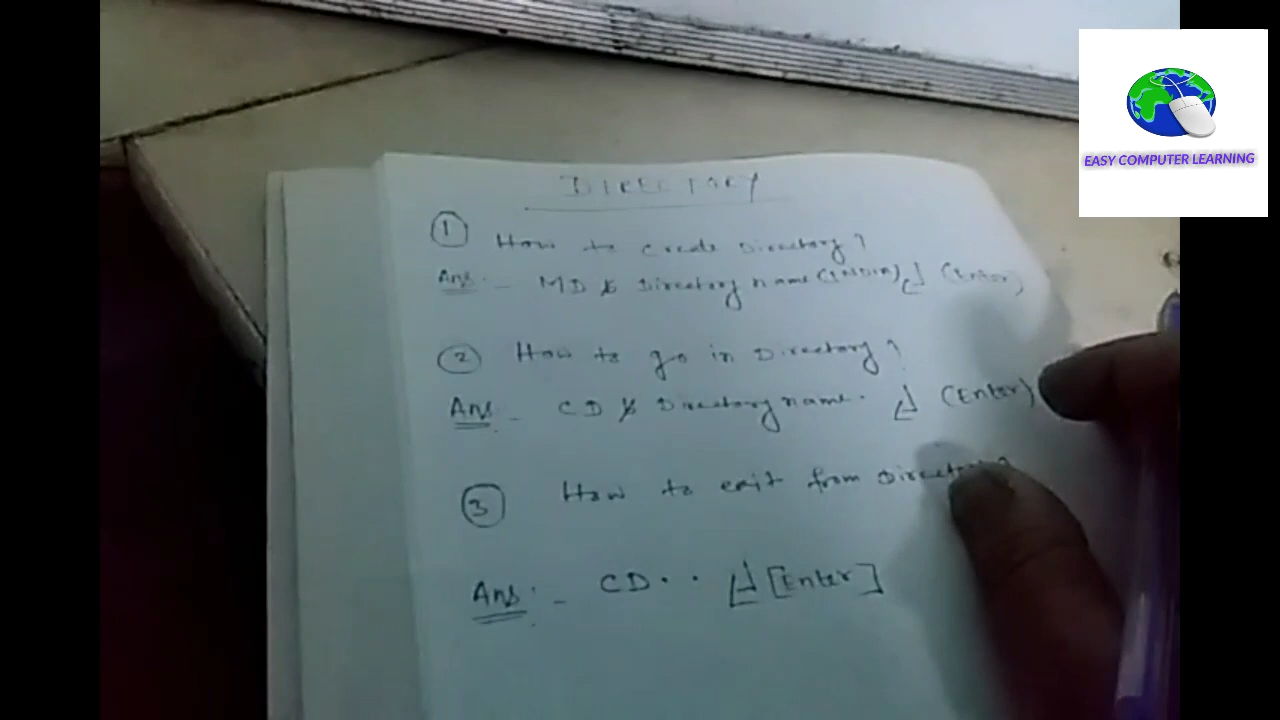 EASY COMPUTER LEARNING
DIRECTORY
① How to create Directory?
Ans:- MD Directory name (INDIA) ↲ (Enter)
② How to go in Directory?
Ans:- CD Directory name. ↲ (Enter)
③ How to exit from Directory?
Ans:- CD.. ↲ [Enter]